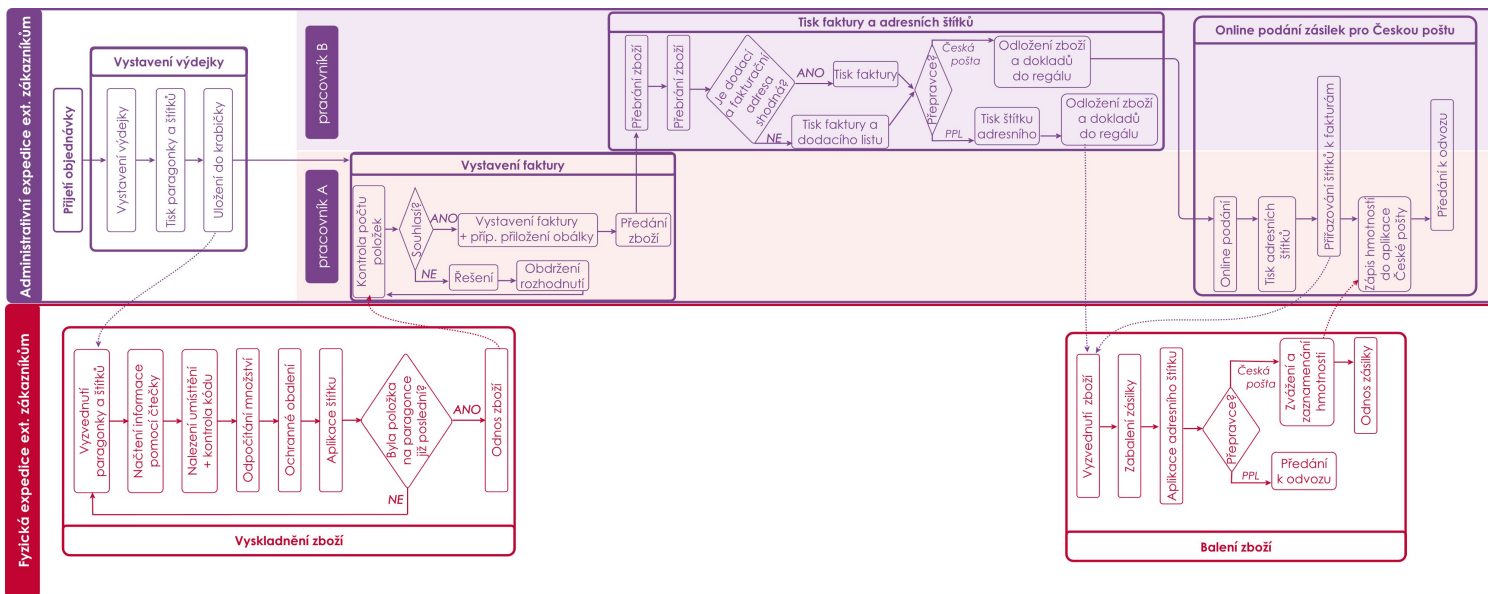 Administrativní expedice ext. zákazníkům
Přijetí objednávky
Vystavení výdejky
Vystavení výdejky
Tisk paragonky a štítků
Uložení do krabičky
pracovník B
Tisk faktury a adresních štítků
Přebrání zboží
Přebrání zboží
Je dodací
a fakturační
adresa
shodná?
ANO
Tisk faktury
NE
Tisk faktury a
dodacího listu
Přepravce?
Česká
pošta
Odložení zboží
a dokladů
do regálu
PPL
Tisk štítku
adresního
Odložení zboží
a dokladů
do regálu
pracovník A
Vystavení faktury
Kontrola počtu
položek
Souhlasí?
ANO
Vystavení faktury
+ příp. přiložení obálky
Předání
zboží
NE
Řešení
Obdržení
rozhodnutí
Online podání zásilek pro Českou poštu
Online podání
Tisk adresních
štítků
Přiřazování štítků k fakturám
Zápis hmotností
do aplikace
České pošty
Předání k odvozu
Fyzická expedice ext. zákazníkům
Vyzvednutí
paragonky a štítků
Načtení informace
pomocí čtečky
Nalezení umísttění
+ kontrola kódu
Odpočítání množství
Ochranné obalení
Aplikace štítku
Byla položka
na paragonce
již poslední?
ANO
NE
Odnos zboží
Vyskladnění zboží
Vyzvednutí zboží
Zabalení zásilky
Aplikace adresního štítku
Přepravce?
Česká
pošta
Zvážení a
zaznamenání
hmotnosti
Odnos zásilky
PPL
Předání
k odvozu
Balení zboží